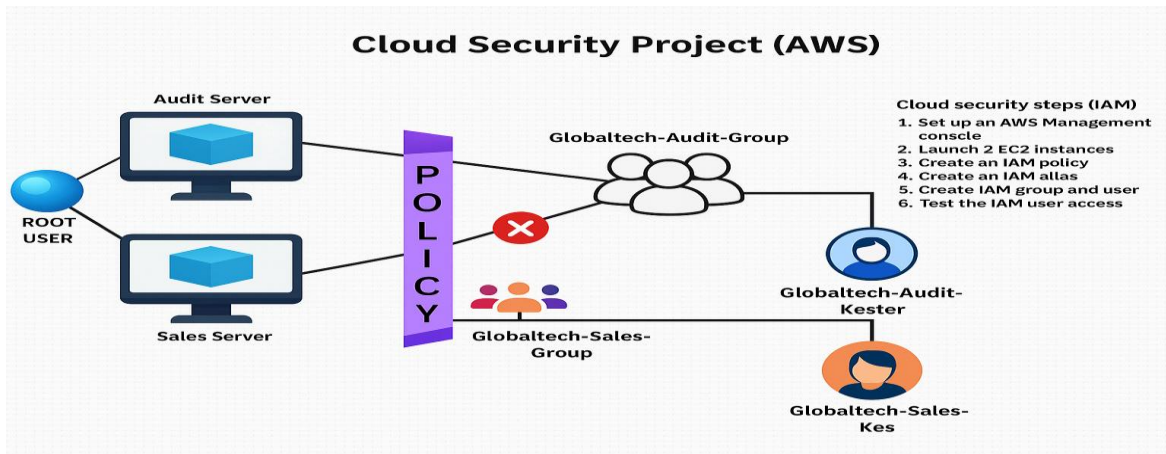 Cloud Security Project (AWS)
Audit Server
Globaltech-Audit-Group
Cloud security steps (IAM)
1. Set up an AWS Management
conscle
2. Launch 2 EC2 instances
3. Create an IAM policy
4. Create an IAM allas
5. Create IAM group and user
6. Test the IAM user access
POLICY
ROOT
USER
Globaltech-Audit-
Kester
Sales Server
Globaltech-Sales-
Group
Globaltech-Sales-
Kes